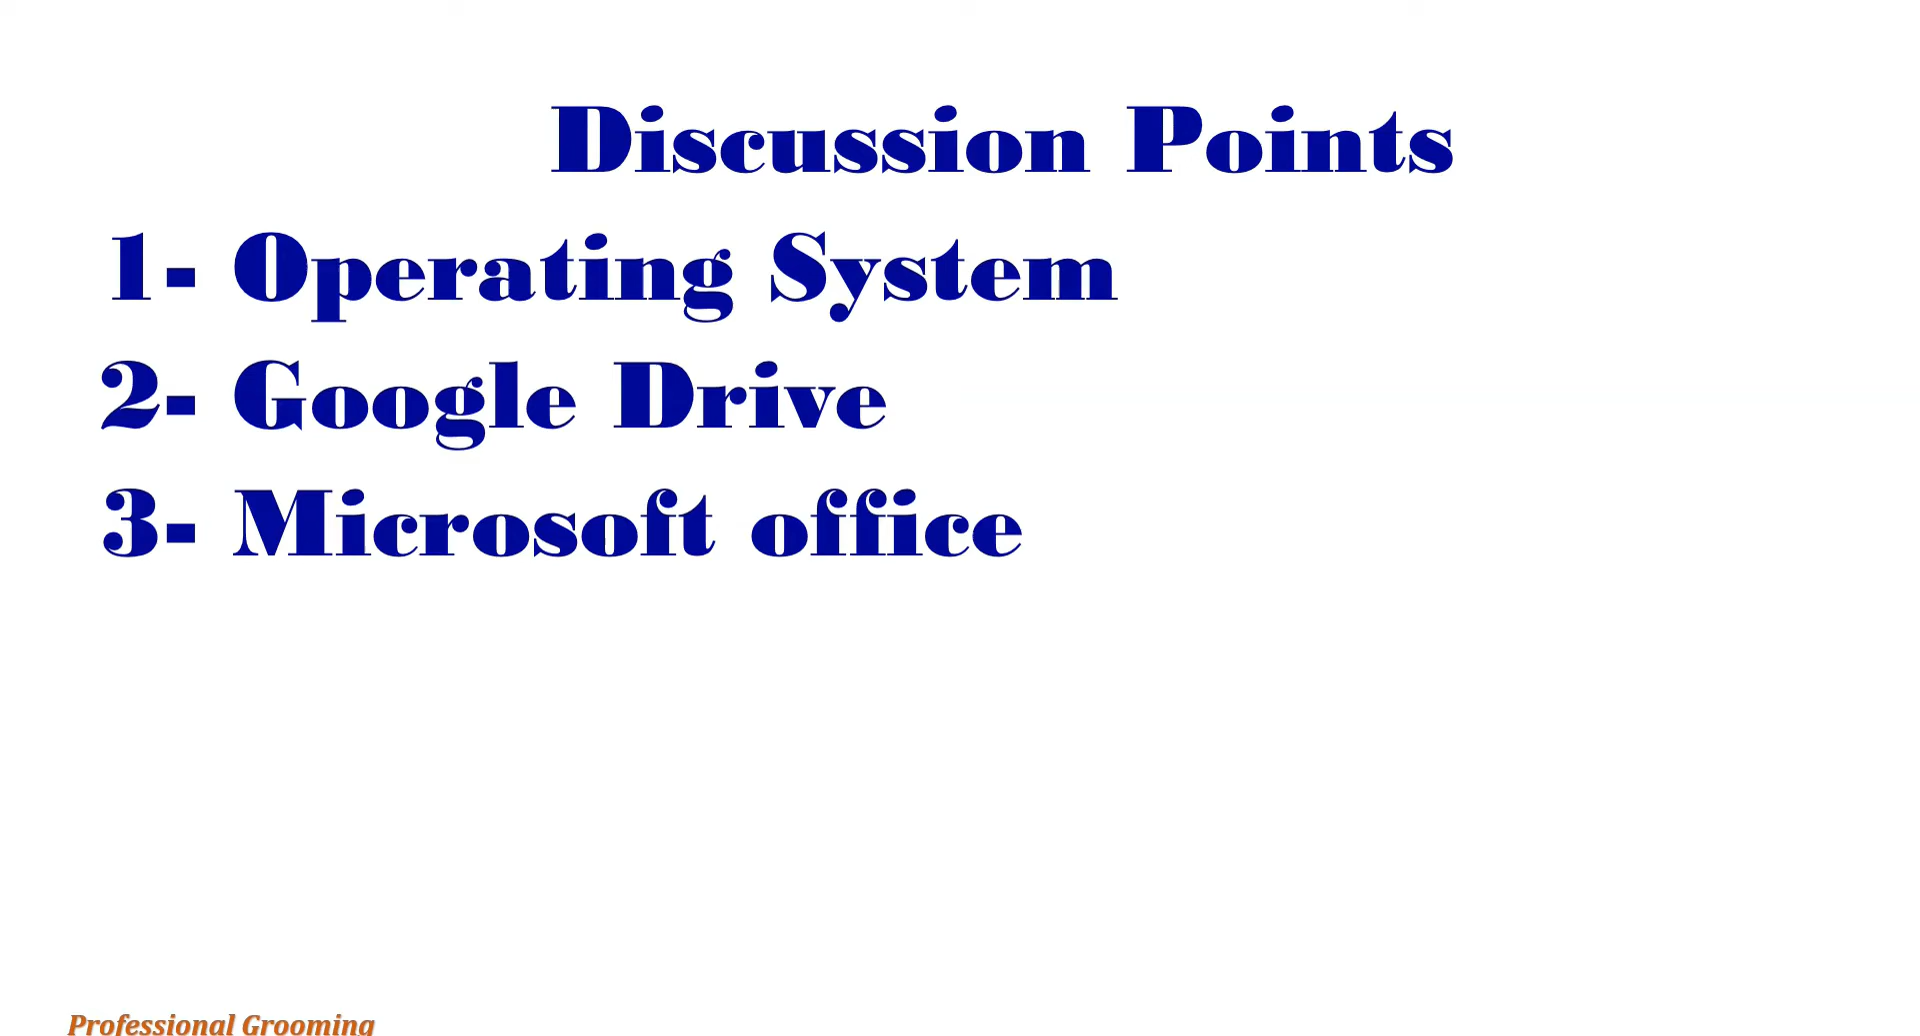 Discussion Points
1- Operating System
2- Google Drive
3- Microsoft office
Professional Grooming